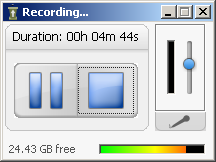 Recording...
Duration: 00h 04m 44s
24.43 GB free